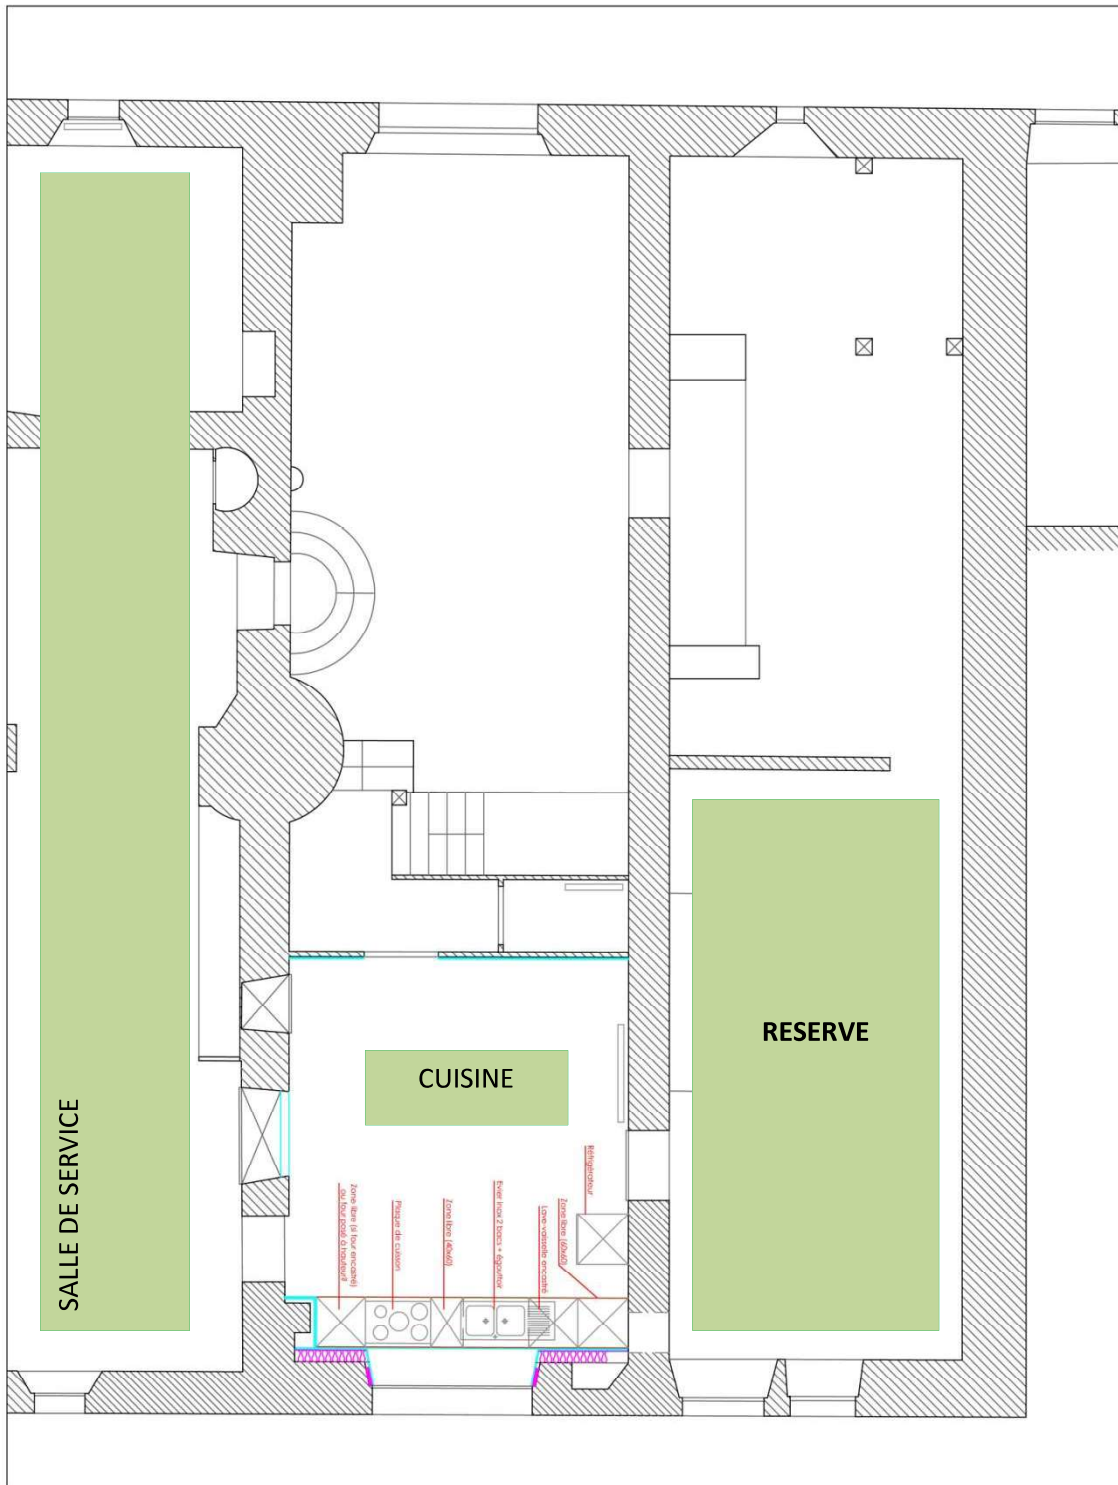 SALLE DE SERVICE
CUISINE
RESERVE
Zone libre (si four encastré)
ou four posé à hauteur!!
Plaque de cuisson
Zone libre (40x60)
Evier inox 2 bacs + égouttoir
Lave-vaisselle encastré
Zone libre (60x60)
Réfrigérateur